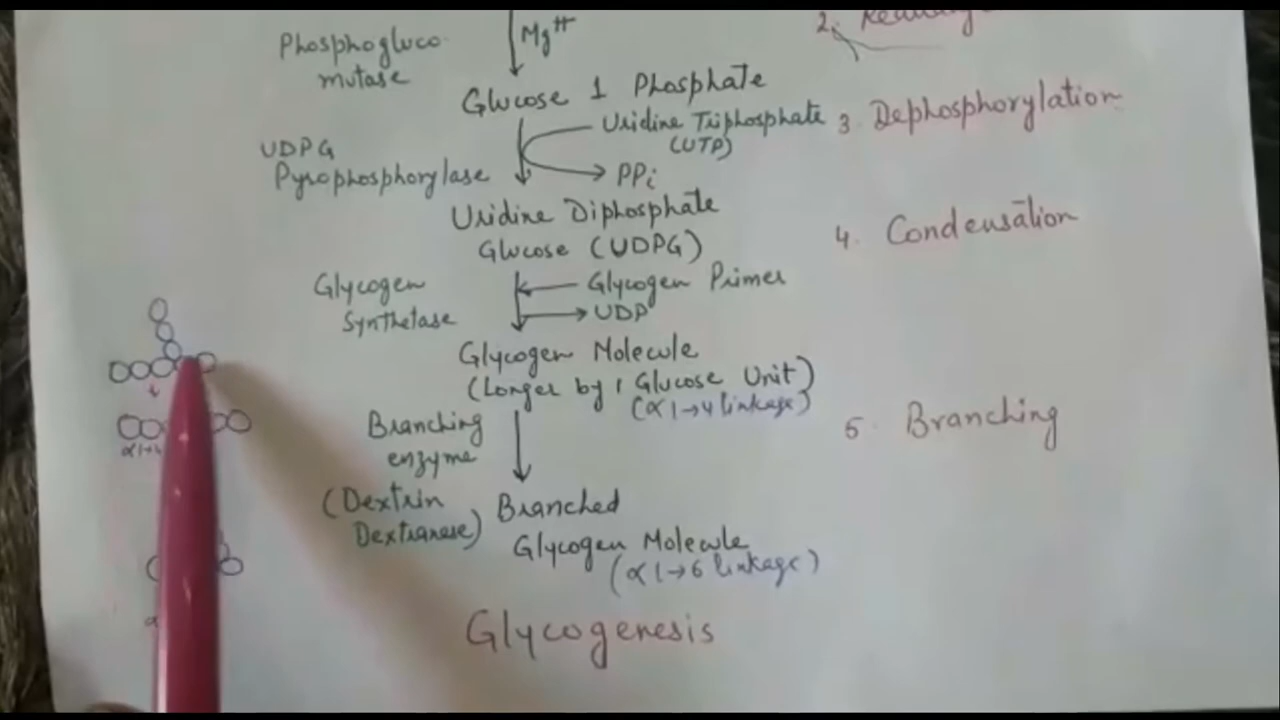 Mg++
2.
Phosphogluco
mutase
Glucose 1 Phosphate
Uridine Triphosphate
(UTP)
3. Dephosphorylation
UDPG
Pyrophosphorylase
PPi
Uridine Diphosphate
Glucose (UDPG)
4. Condensation
Glycogen
Synthetase
Glycogen Primer
UDP
Glycogen Molecule
(Longer by 1 Glucose Unit)
(α 1→4 linkage)
Branching
enzyme
5. Branching
(Dextrin
Dextranese)
Branched
Glycogen Molecule
(α 1→6 linkage)
Glycogenesis